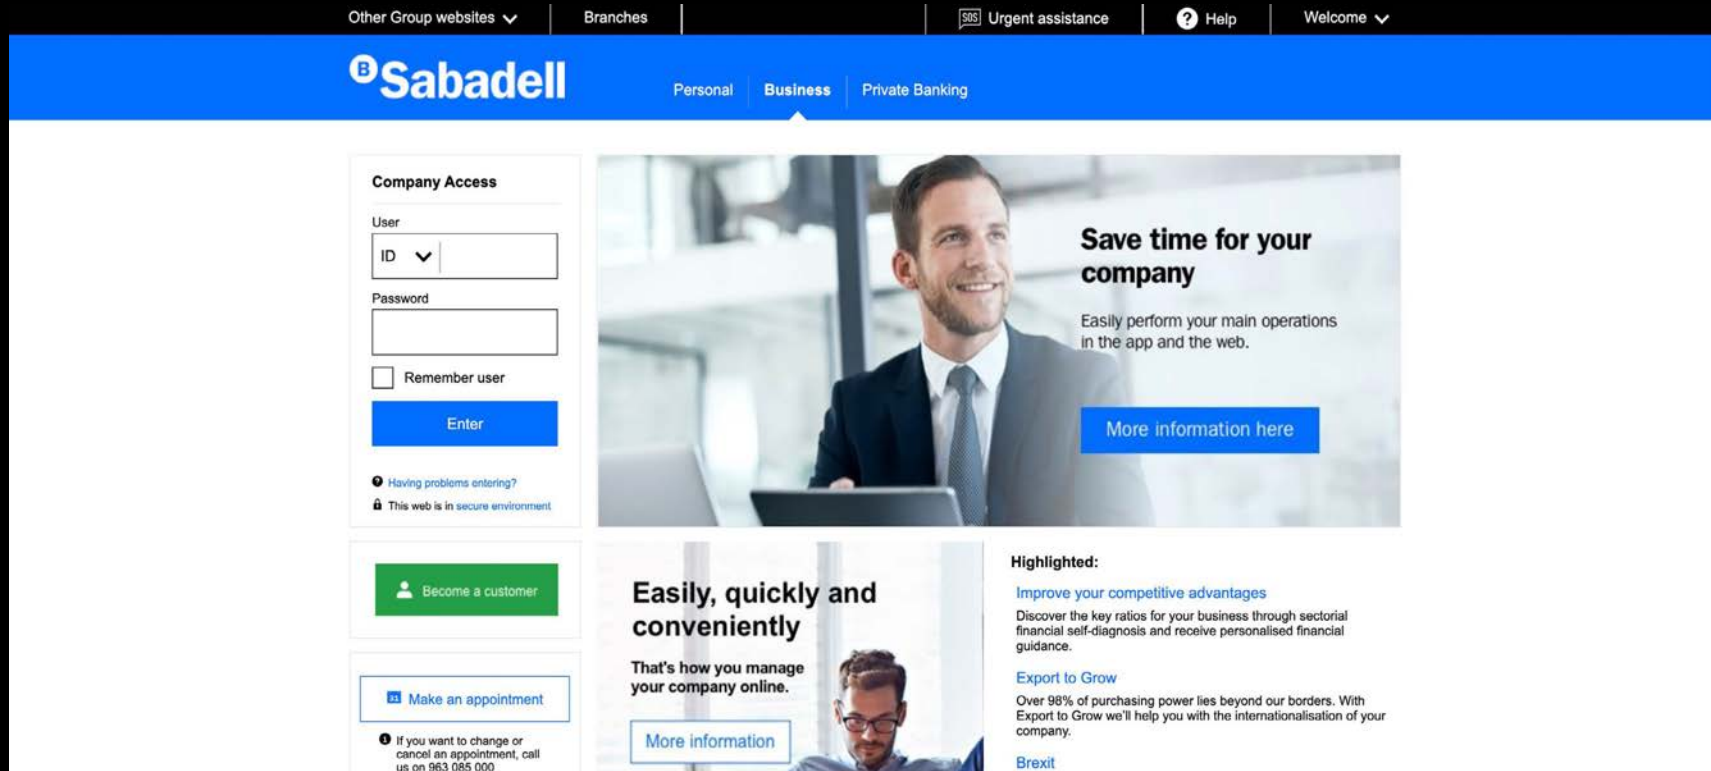 Other Group websites
Branches
SOS Urgent assistance
? Help
Welcome
B Sabadell
Personal
Business
Private Banking
Company Access
User
ID
Password
Remember user
Enter
? Having problems entering?
This web is in secure environment
Become a customer
31 Make an appointment
If you want to change or
cancel an appointment, call
us on 963 085 000
Save time for your
company
Easily perform your main operations
in the app and the web.
More information here
Easily, quickly and
conveniently
That's how you manage
your company online.
More information
Highlighted:
Improve your competitive advantages
Discover the key ratios for your business through sectorial
financial self-diagnosis and receive personalised financial
guidance.
Export to Grow
Over 98% of purchasing power lies beyond our borders. With
Export to Grow we'll help you with the internationalisation of your
company.
Brexit